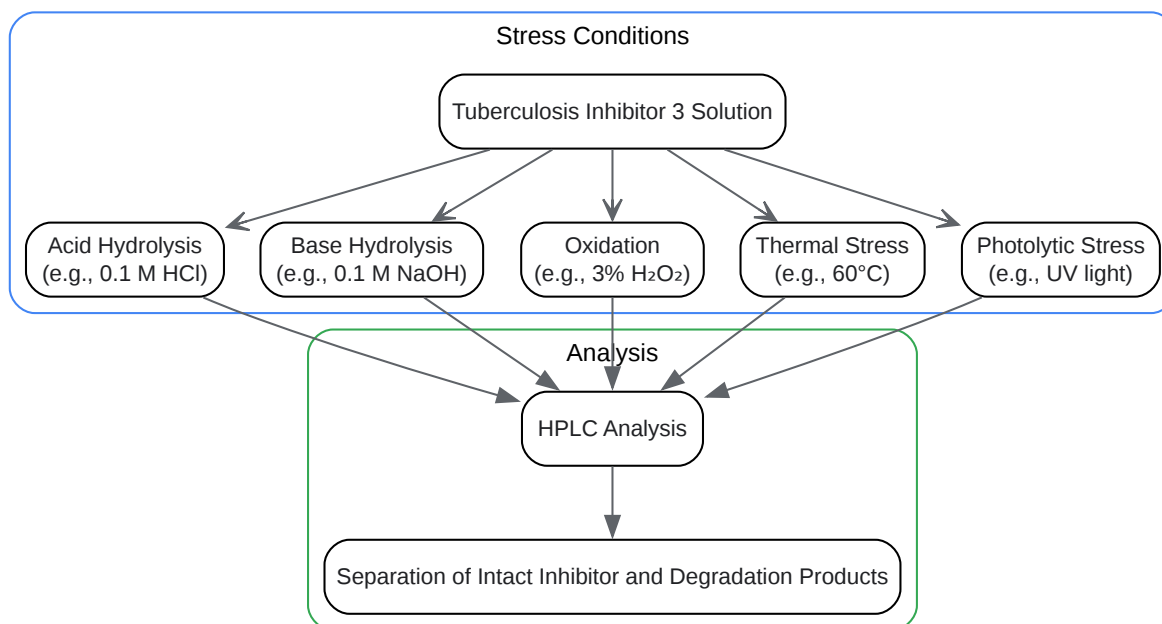 Stress Conditions
Tuberculosis Inhibitor 3 Solution
Acid Hydrolysis
(e.g., 0.1 M HCl)
Base Hydrolysis
(e.g., 0.1 M NaOH)
Oxidation
(e.g., 3% H₂O₂)
Thermal Stress
(e.g., 60°C)
Photolytic Stress
(e.g., UV light)
Analysis
HPLC Analysis
Separation of Intact Inhibitor and Degradation Products